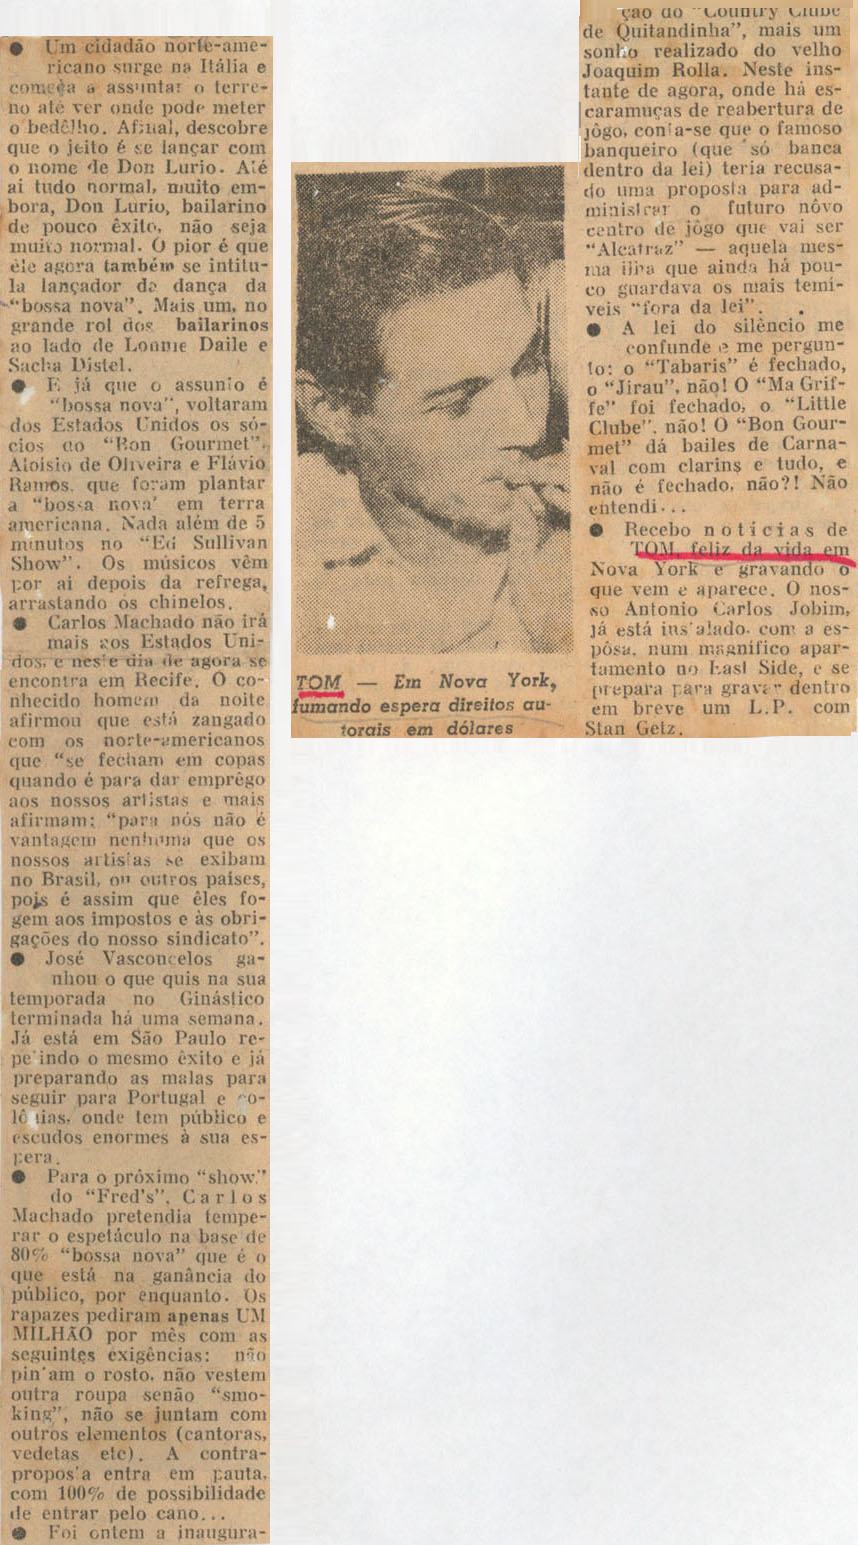 ● Um cidadão norte-ame-
ricano surge na Itália e
começa a assuntar o terre-
no até ver onde pode meter
o bedêlho. Afinal, descobre
que o jeito é se lançar com
o nome de Don Lurio. Até
ai tudo normal, muito em-
bora, Don Lurio, bailarino
de pouco êxito, não seja
muito normal. O pior é que
êle agora também se intitu-
la lançador da dança da
"bossa nova". Mais um, no
grande rol dos bailarinos
ao lado de Lonnie Daile e
Sacha Distel.
● E já que o assunto é
"bossa nova", voltaram
dos Estados Unidos os só-
cios do "Bon Gourmet",
Aloisio de Oliveira e Flávio
Ramos, que foram plantar
a "bossa nova" em terra
americana. Nada além de 5
minutos no "Ed Sullivan
Show". Os músicos vêm
por ai depois da refrega,
arrastando os chinelos.
● Carlos Machado não irá
mais aos Estados Uni-
dos, e neste dia de agora se
encontra em Recife. O co-
nhecido homem da noite
afirmou que está zangado
com os norte-americanos
que "se fecham em copas
quando é para dar emprêgo
aos nossos artistas e mais
afirmam: "para nós não é
vantagem nenhuma que os
nossos artistas se exibam
no Brasil, ou outros países,
pois é assim que êles fo-
gem aos impostos e às obri-
gações do nosso sindicato".
● José Vasconcelos ga-
nhou o que quis na sua
temporada no Ginástico
terminada há uma semana.
Já está em São Paulo re-
petindo o mesmo êxito e já
preparando as malas para
seguir para Portugal e co-
lônias, onde tem público e
escudos enormes à sua es-
pera.
● Para o próximo "show"
do "Fred's", Carlos
Machado pretendia tempe-
rar o espetáculo na base de
80% "bossa nova" que é o
que está na ganância do
público, por enquanto. Os
rapazes pediram apenas UM
MILHÃO por mês com as
seguintes exigências: não
pintam o rosto, não vestem
outra roupa senão "smo-
king", não se juntam com
outros elementos (cantoras,
vedetas etc). A contra-
proposta entra em pauta,
com 100% de possibilidade
de entrar pelo cano...
● Foi ontem a inaugura-
ção do "Country Clube
de Quitandinha", mais um
sonho realizado do velho
Joaquim Rolla. Neste ins-
tante de agora, onde há es-
caramuças de reabertura de
jôgo, conta-se que o famoso
banqueiro (que só banca
dentro da lei) teria recusa-
do uma proposta para ad-
ministrar o futuro nôvo
centro de jôgo que vai ser
"Alcatraz" — aquela mes-
ma ilha que ainda há pou-
co guardava os mais temi-
veis "fora da lei".
● A lei do silêncio me
confunde e me pergun-
to: o "Tabaris" é fechado,
o "Jirau", não! O "Ma Grif-
fe" foi fechado, o "Little
Clube", não! O "Bon Gour-
met" dá bailes de Carna-
val com clarins e tudo, e
não é fechado, não?! Não
entendi...
● Recebo notícias de
TOM, feliz da vida em
Nova York e gravando o
que vem e aparece. O nos-
so Antonio Carlos Jobim,
já está instalado, com a es-
pôsa, num magnífico apar-
tamento no East Side, e se
prepara para gravar dentro
em breve um L.P. com
Stan Getz.
TOM — Em Nova York,
fumando espera direitos au-
torais em dólares